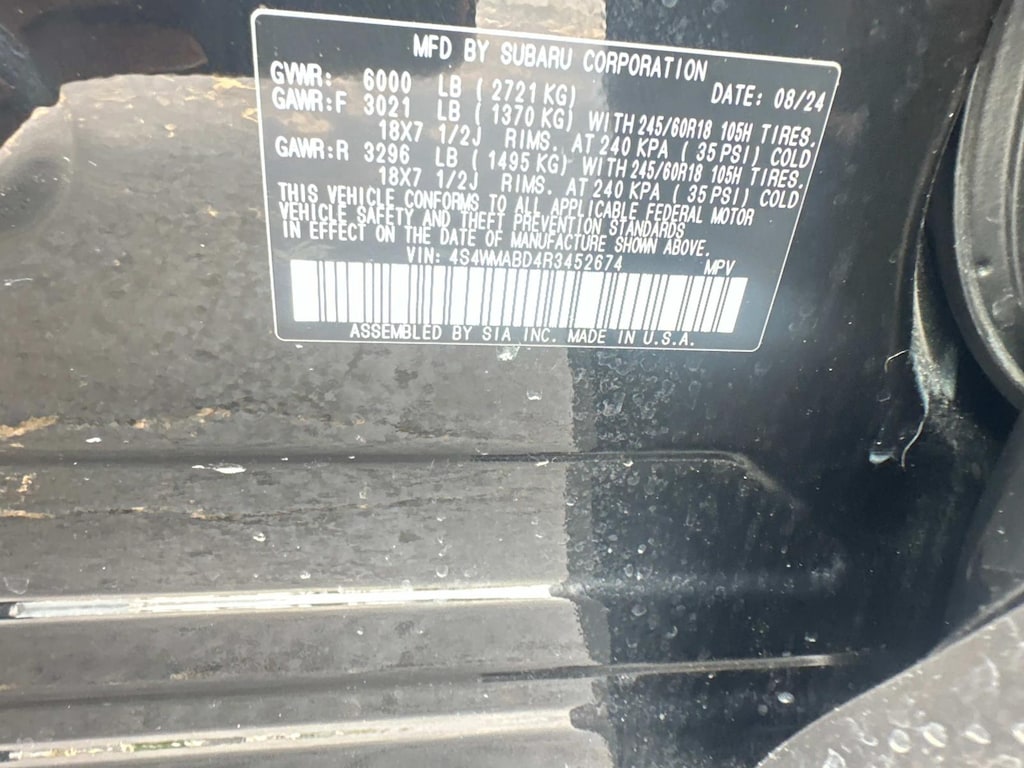 MFD BY SUBARU CORPORATION
GVWR: 6000 LB ( 2721 KG) DATE: 08/24
GAWR:F 3021 LB ( 1370 KG) WITH 245/60R18 105H TIRES.
18X7 1/2J RIMS. AT 240 KPA ( 35 PSI) COLD
GAWR:R 3296 LB ( 1495 KG) WITH 245/60R18 105H TIRES.
18X7 1/2J RIMS. AT 240 KPA ( 35 PSI) COLD
THIS VEHICLE CONFORMS TO ALL APPLICABLE FEDERAL MOTOR
VEHICLE SAFETY AND THEFT PREVENTION STANDARDS
IN EFFECT ON THE DATE OF MANUFACTURE SHOWN ABOVE.
VIN: 4S4WMABD4R3452674 MPV
ASSEMBLED BY SIA INC. MADE IN U.S.A.